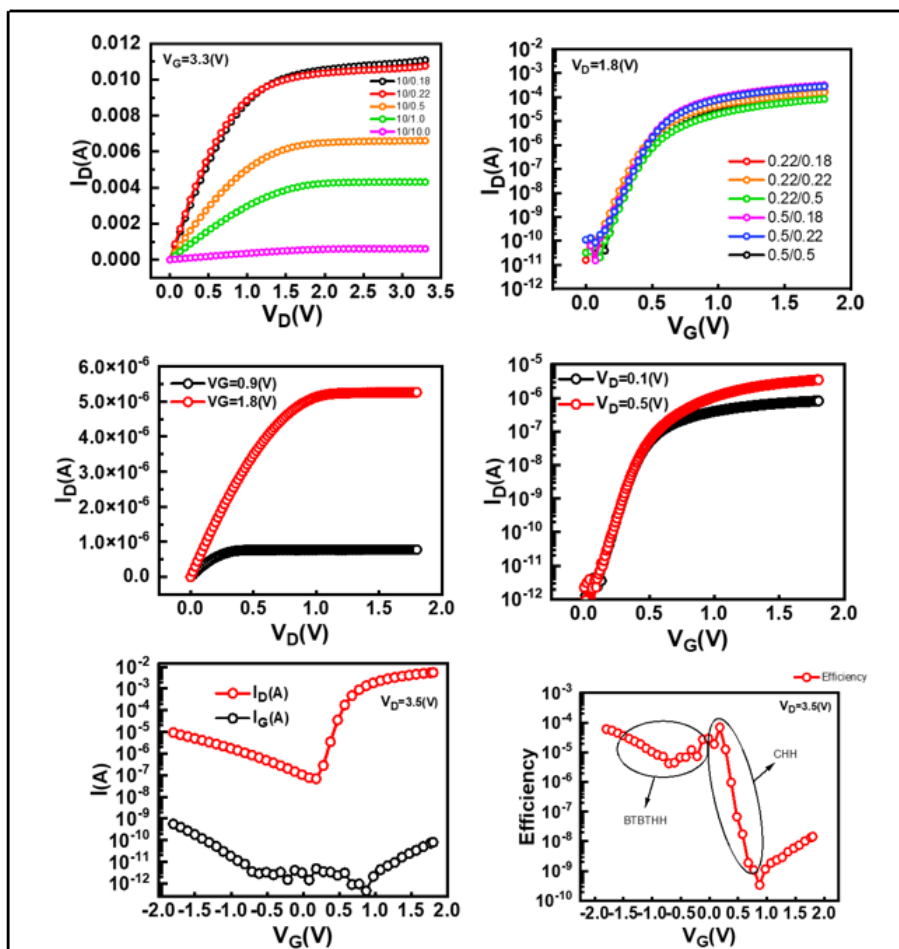 V_G=3.3(V)
0.012
0.010
0.008
0.006
0.004
0.002
0.000
I_D(A)
10/0.18
10/0.22
10/0.5
10/1.0
10/10.0
0.0 0.5 1.0 1.5 2.0 2.5 3.0 3.5
V_D(V)
V_D=1.8(V)
10^-2
10^-3
10^-4
10^-5
10^-6
10^-7
10^-8
10^-9
10^-10
10^-11
10^-12
I_D(A)
0.22/0.18
0.22/0.22
0.22/0.5
0.5/0.18
0.5/0.22
0.5/0.5
0.0 0.5 1.0 1.5 2.0
V_G(V)
6.0×10^-6
5.0×10^-6
4.0×10^-6
3.0×10^-6
2.0×10^-6
1.0×10^-6
0.0
I_D(A)
VG=0.9(V)
VG=1.8(V)
0.0 0.5 1.0 1.5 2.0
V_D(V)
10^-5
10^-6
10^-7
10^-8
10^-9
10^-10
10^-11
10^-12
I_D(A)
V_D=0.1(V)
V_D=0.5(V)
0.0 0.5 1.0 1.5 2.0
V_G(V)
10^-2
10^-3
10^-4
10^-5
10^-6
10^-7
10^-8
10^-9
10^-10
10^-11
10^-12
I(A)
I_D(A)
I_G(A)
V_D=3.5(V)
-2.0-1.5-1.0-0.5 0.0 0.5 1.0 1.5 2.0
V_G(V)
Efficiency
V_D=3.5(V)
10^-3
10^-4
10^-5
10^-6
10^-7
10^-8
10^-9
10^-10
Efficiency
BTBTHH
CHH
-2.0-1.5-1.0-0.5 0.0 0.5 1.0 1.5 2.0
V_G(V)